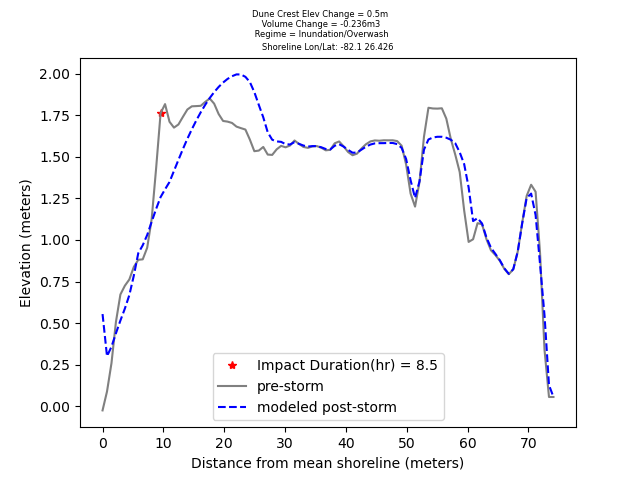 Dune Crest Elev Change = 0.5m
Volume Change = -0.236m3
Regime = Inundation/Overwash
Shoreline Lon/Lat: -82.1 26.426
2.00
1.75
1.50
1.25
1.00
0.75
0.50
0.25
0.00
Elevation (meters)
Impact Duration(hr) = 8.5
pre-storm
modeled post-storm
0 10 20 30 40 50 60 70
Distance from mean shoreline (meters)